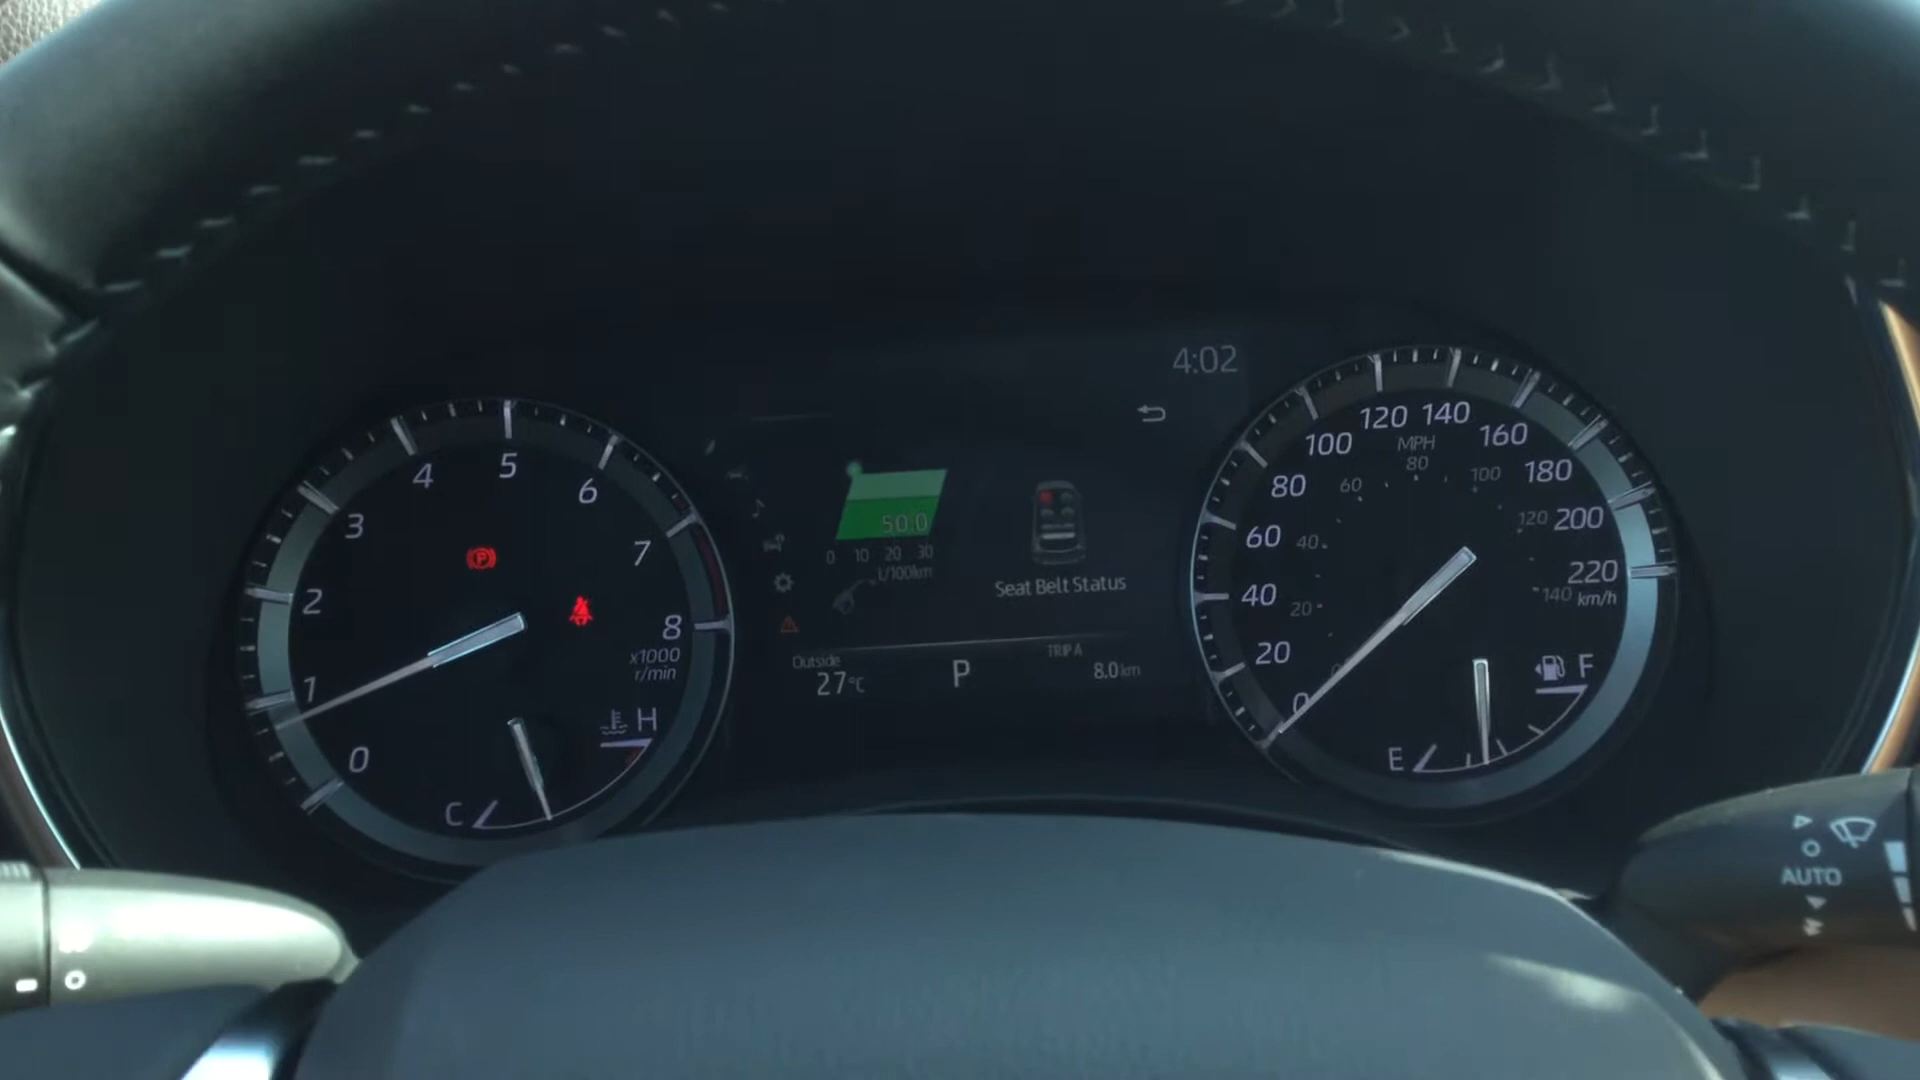 4:02
4 5 6
3 7
2 8
1 0
x1000
r/min
H
C
P
50.0
0 10 20 30
L/100km
Seat Belt Status
Outside
27°C
P
TRIP A
8.0 km
0 20 40 60 80 100 120 140 160 180 200 220
km/h
MPH
20 40 60 80 100 120 140
E F
AUTO